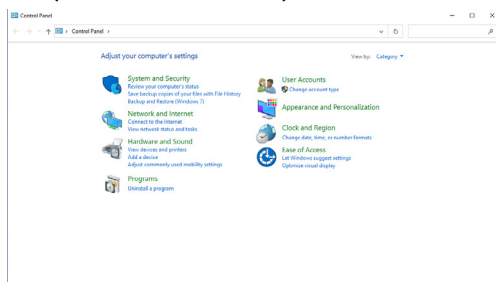 Control Panel
Control Panel
Adjust your computer's settings
View by: Category
System and Security
Review your computer's status
Save backup copies of your files with File History
Backup and Restore (Windows 7)
Network and Internet
Connect to the Internet
View network status and tasks
Hardware and Sound
View devices and printers
Add a device
Adjust commonly used mobility settings
Programs
Uninstall a program
User Accounts
Change account type
Appearance and Personalization
Clock and Region
Change date, time, or number formats
Ease of Access
Let Windows suggest settings
Optimize visual display